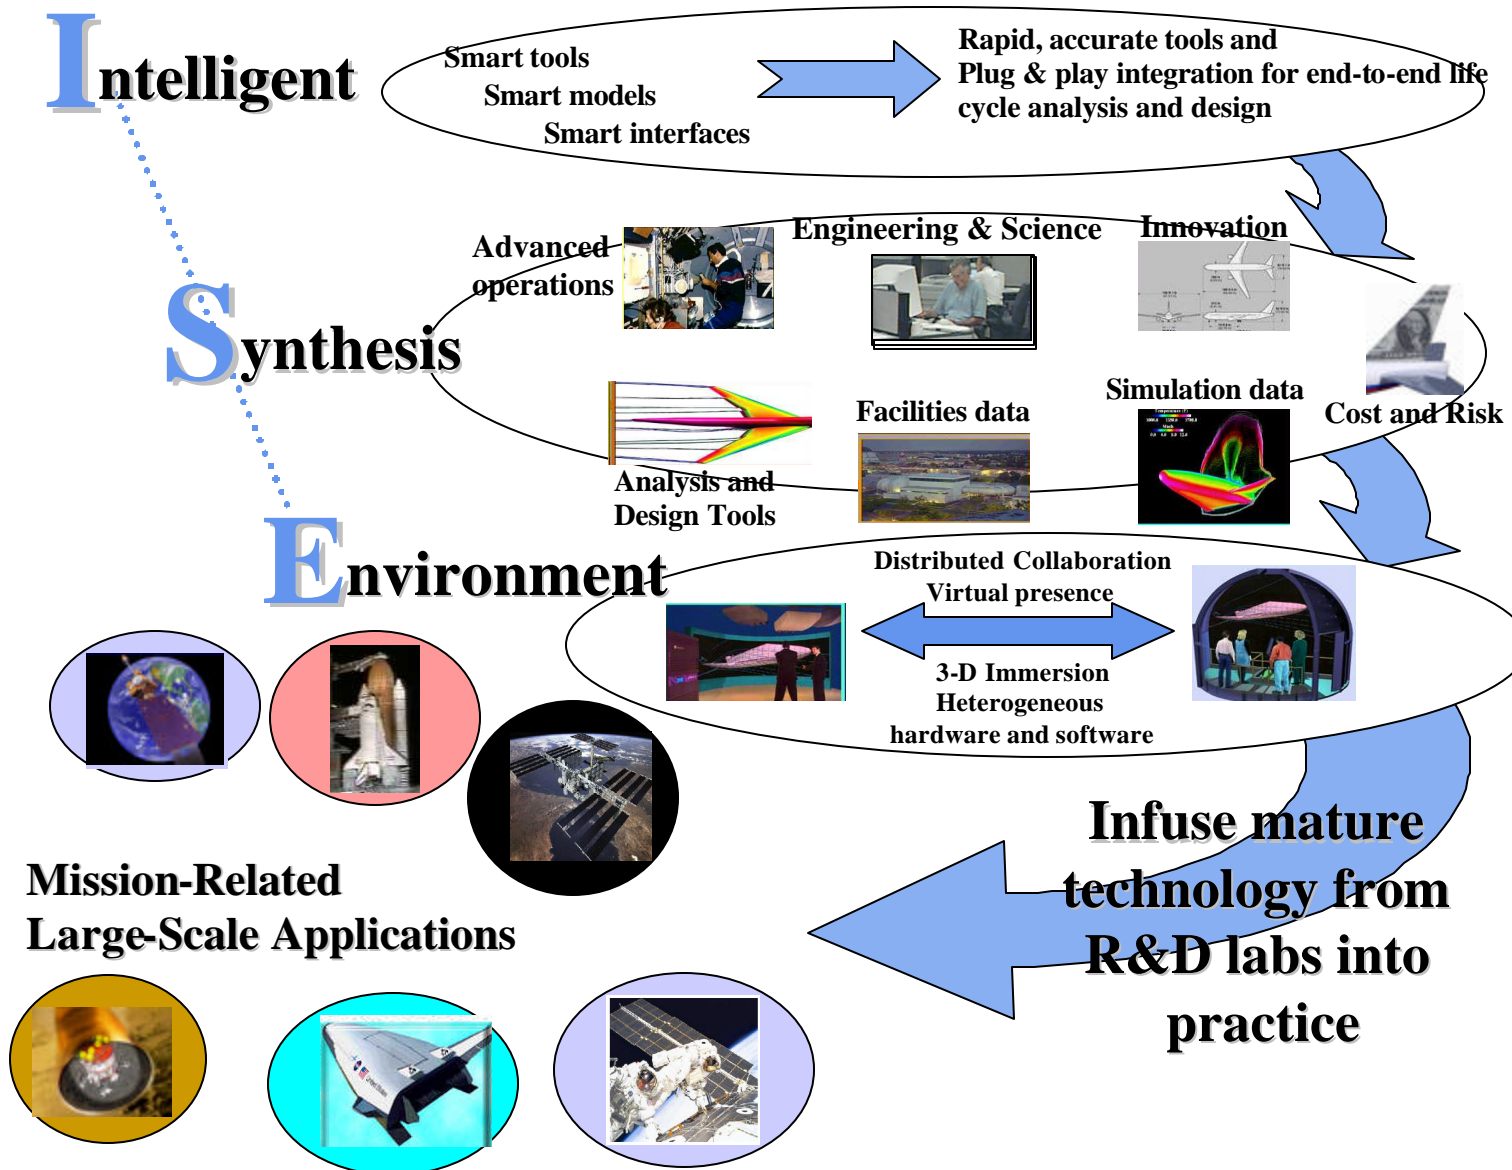 Intelligent
Smart tools
Smart models
Smart interfaces
Rapid, accurate tools and
Plug & play integration for end-to-end life
cycle analysis and design
Synthesis
Advanced
operations
Engineering & Science
Innovation
Analysis and
Design Tools
Facilities data
Simulation data
Cost and Risk
Environment
Distributed Collaboration
Virtual presence
3-D Immersion
Heterogeneous
hardware and software
Infuse mature
technology from
R&D labs into
practice
Mission-Related
Large-Scale Applications